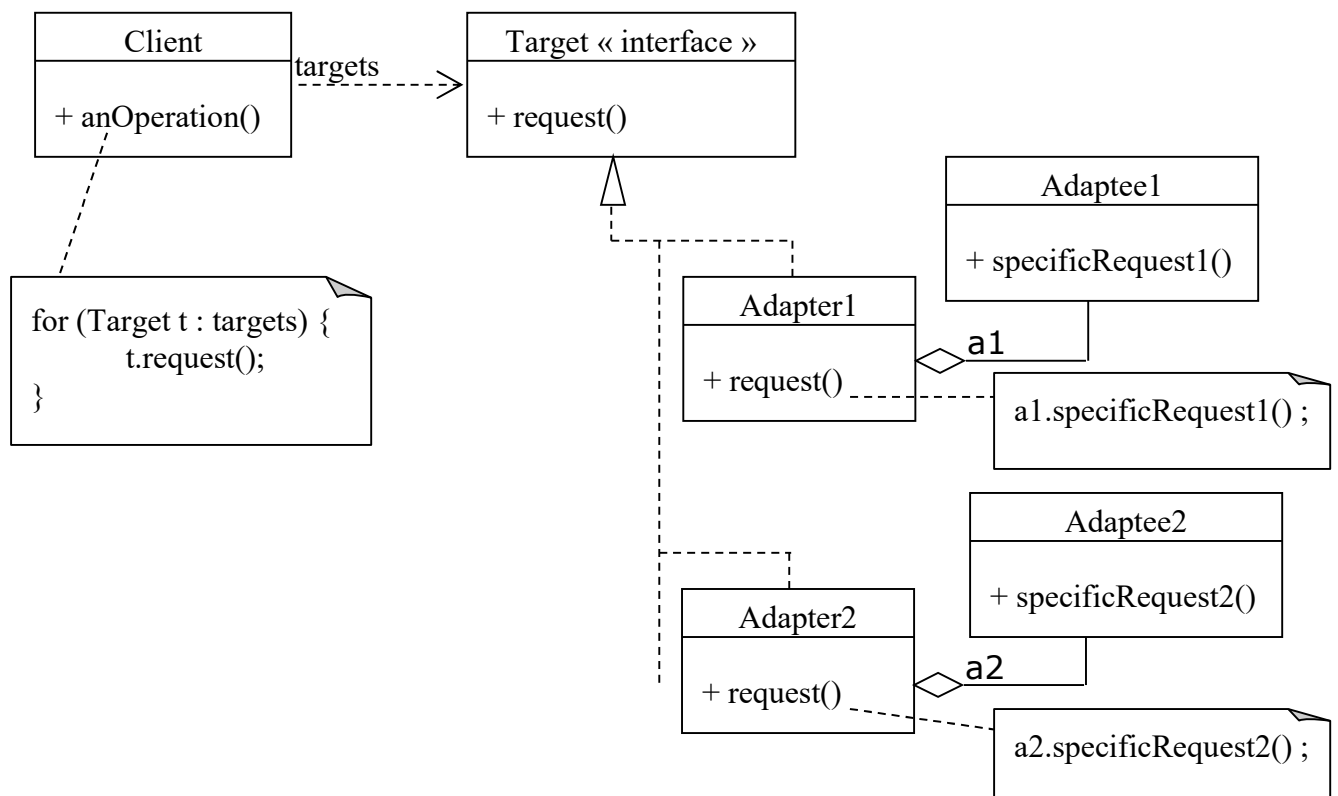 Client
targets
+ anOperation()
Target « interface »
+ request()
for (Target t : targets) {
t.request();
}
Adaptee1
+ specificRequest1()
Adapter1
+ request()
a1
a1.specificRequest1() ;
Adaptee2
+ specificRequest2()
Adapter2
+ request()
a2
a2.specificRequest2() ;